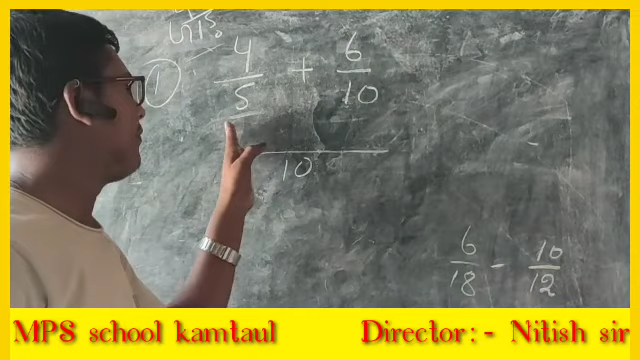 जोड़
① 4/5 + 6/10
10
6/18 - 10/12
MPS school kamtaul Director:- Nitish sir